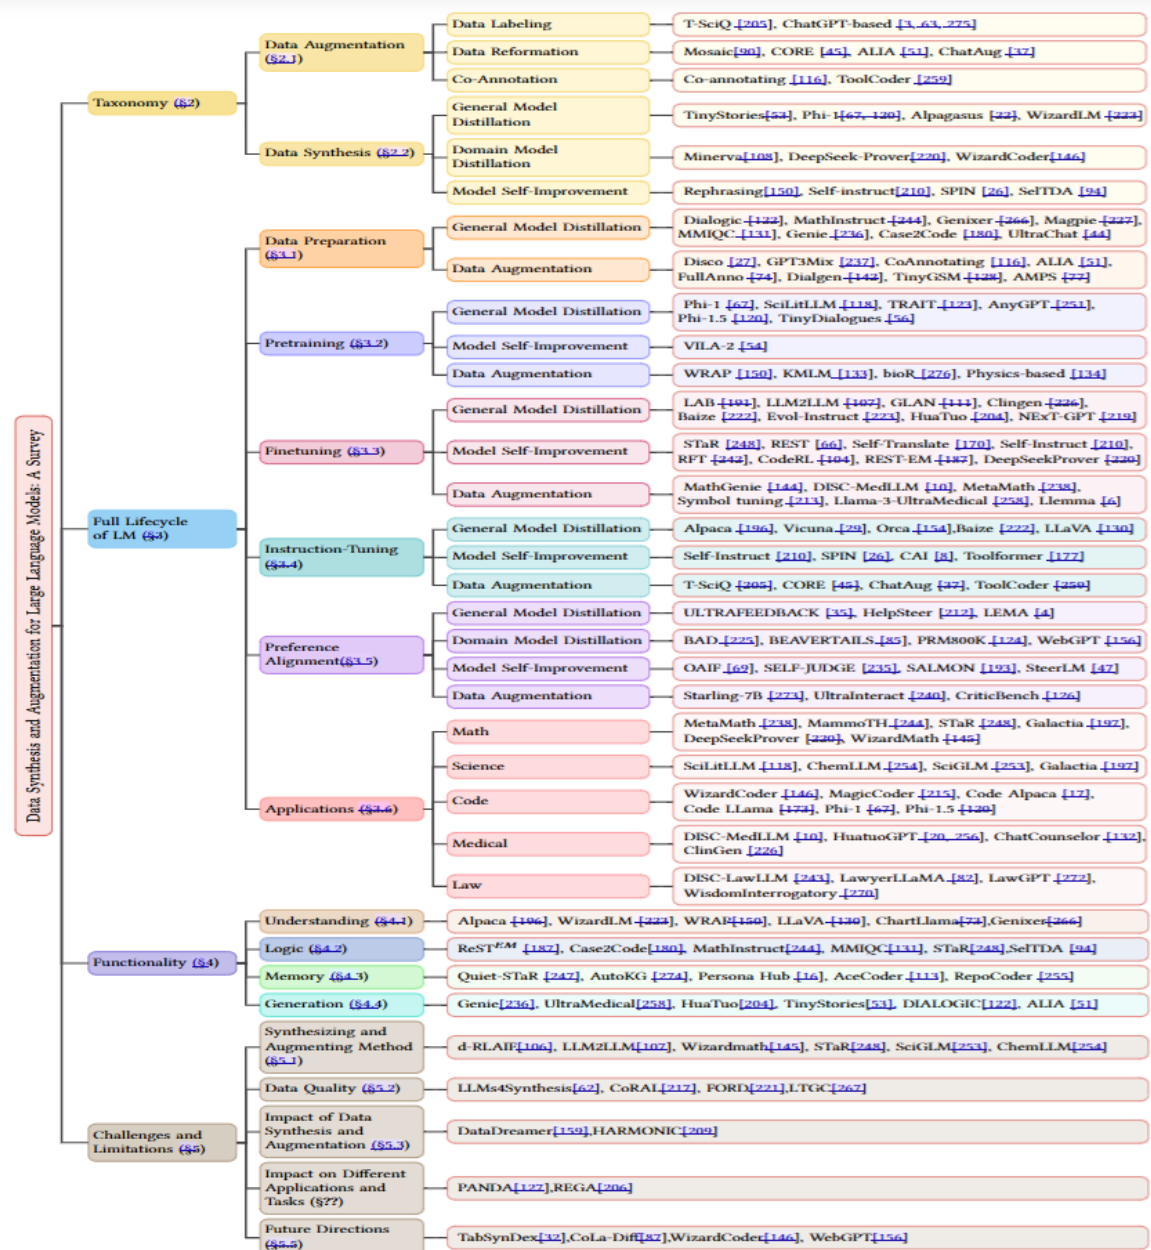 Data Synthesis and Augmentation for Large Language Models: A Survey
Taxonomy (§2)
Data Augmentation
(§2.1)
Data Labeling
T-SciQ [205], ChatGPT-based [3, 63, 275]
Data Reformation
Mosaic[90], CORE [45], ALIA [51], ChatAug [37]
Co-Annotation
Co-annotating [116], ToolCoder [259]
Data Synthesis (§2.2)
General Model
Distillation
TinyStories[53], Phi-1[67, 120], Alpagasus [22], WizardLM [223]
Domain Model
Distillation
Minerva[108], DeepSeek-Prover[220], WizardCoder[146]
Model Self-Improvement
Rephrasing[150], Self-instruct[210], SPIN [26], SelTDA [94]
Full Lifecycle
of LM (§3)
Data Preparation
(§3.1)
General Model Distillation
Dialogic [122], MathInstruct [244], Genixer [266], Magpie [227],
MMIQC [131], Genie [236], Case2Code [180], UltraChat [44]
Data Augmentation
Disco [27], GPT3Mix [237], CoAnnotating [116], ALIA [51],
FullAnno [74], Dialgen [142], TinyGSM [128], AMPS [77]
Pretraining (§3.2)
General Model Distillation
Phi-1 [67], SciLitLLM [118], TRAIT [123], AnyGPT [251],
Phi-1.5 [120], TinyDialogues [56]
Model Self-Improvement
VILA-2 [54]
Data Augmentation
WRAP [150], KMLM [133], bioR [276], Physics-based [134]
Finetuning (§3.3)
General Model Distillation
LAB [191], LLM2LLM [107], GLAN [111], Clingen [226],
Baize [222], Evol-Instruct [223], HuaTuo [204], NExT-GPT [219]
Model Self-Improvement
STaR [248], REST [66], Self-Translate [170], Self-Instruct [210],
RFT [242], CodeRL [104], REST-EM [187], DeepSeekProver [220]
Data Augmentation
MathGenie [144], DISC-MedLLM [10], MetaMath [238],
Symbol tuning [213], Llama-3-UltraMedical [258], Llemma [6]
Instruction-Tuning
(§3.4)
General Model Distillation
Alpaca [196], Vicuna [29], Orca [154],Baize [222], LLaVA [130]
Model Self-Improvement
Self-Instruct [210], SPIN [26], CAI [8], Toolformer [177]
Data Augmentation
T-SciQ [205], CORE [45], ChatAug [37], ToolCoder [259]
Preference
Alignment(§3.5)
General Model Distillation
ULTRAFEEDBACK [35], HelpSteer [212], LEMA [4]
Domain Model Distillation
BAD [225], BEAVERTAILS [85], PRM800K [124], WebGPT [156]
Model Self-Improvement
OAIF [69], SELF-JUDGE [235], SALMON [193], SteerLM [47]
Data Augmentation
Starling-7B [273], UltraInteract [240], CriticBench [126]
Applications (§3.6)
Math
MetaMath [238], MammoTH [244], STaR [248], Galactia [197],
DeepSeekProver [220], WizardMath [145]
Science
SciLitLLM [118], ChemLLM [254], SciGLM [253], Galactia [197]
Code
WizardCoder [146], MagicCoder [215], Code Alpaca [17],
Code LLama [173], Phi-1 [67], Phi-1.5 [120]
Medical
DISC-MedLLM [10], HuatuoGPT [20, 256], ChatCounselor [132],
ClinGen [226]
Law
DISC-LawLLM [243], LawyerLLaMA [82], LawGPT [272],
WisdomInterrogatory [270]
Functionality (§4)
Understanding (§4.1)
Alpaca [196], WizardLM [223], WRAP[150], LLaVA [130], ChartLlama[73],Genixer[266]
Logic (§4.2)
ReSTEM [187], Case2Code[180], MathInstruct[244], MMIQC[131], STaR[248],SelTDA [94]
Memory (§4.3)
Quiet-STaR [247], AutoKG [274], Persona Hub [16], AceCoder [113], RepoCoder [255]
Generation (§4.4)
Genie[236], UltraMedical[258], HuaTuo[204], TinyStories[53], DIALOGIC[122], ALIA [51]
Challenges and
Limitations (§5)
Synthesizing and
Augmenting Method
(§5.1)
d-RLAIF[106], LLM2LLM[107], Wizardmath[145], STaR[248], SciGLM[253], ChemLLM[254]
Data Quality (§5.2)
LLMs4Synthesis[62], CoRAL[217], FORD[221],LTGC[267]
Impact of Data
Synthesis and
Augmentation (§5.3)
DataDreamer[159],HARMONIC[209]
Impact on Different
Applications and
Tasks (§??)
PANDA[127],REGA[206]
Future Directions
(§5.5)
TabSynDex[32],CoLa-Diff[87],WizardCoder[146], WebGPT[156]